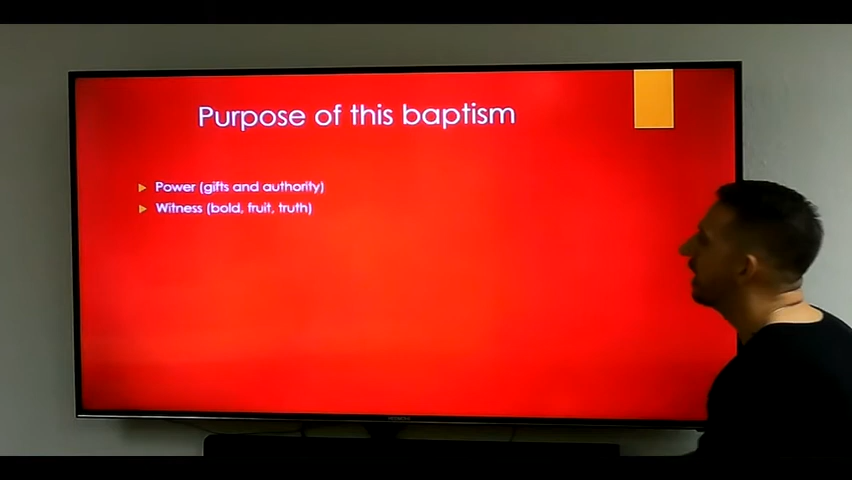 Purpose of this baptism
Power (gifts and authority)
Witness (bold, fruit, truth)